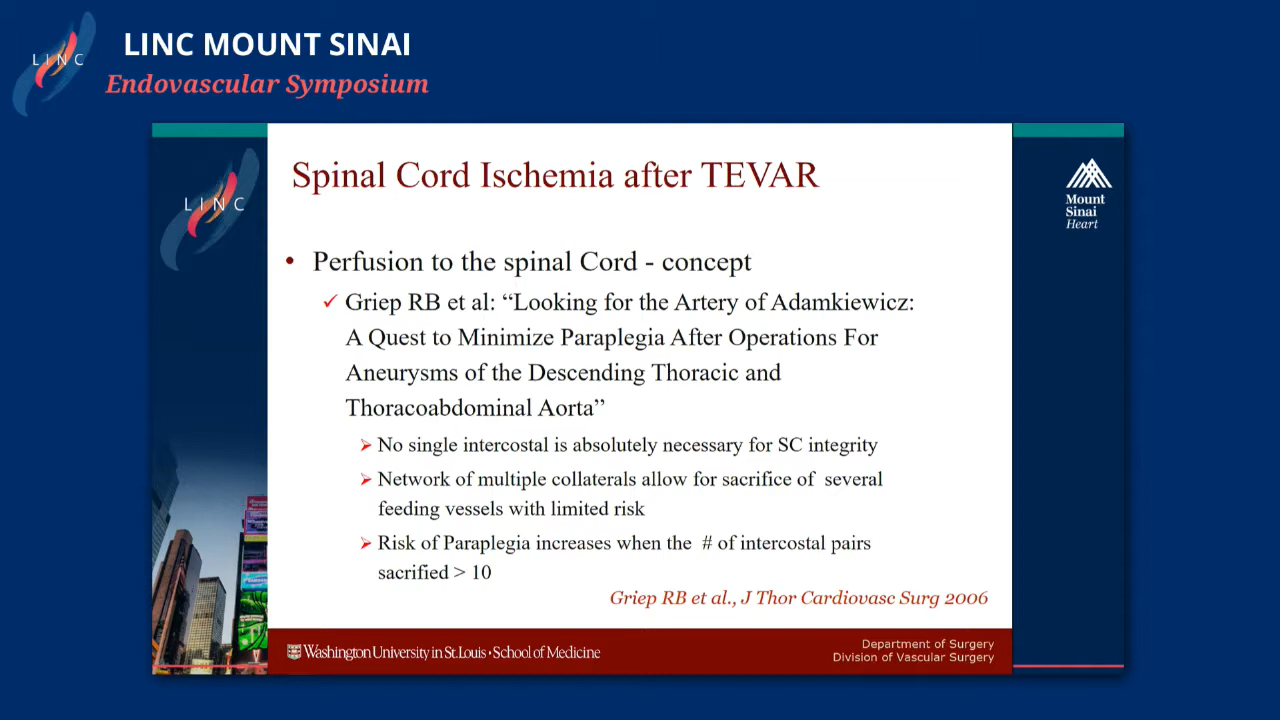 LINC MOUNT SINAI
LINC
Endovascular Symposium
Spinal Cord Ischemia after TEVAR
LINC
Mount
Sinai
Heart
• Perfusion to the spinal Cord - concept
✓ Griep RB et al: “Looking for the Artery of Adamkiewicz:
A Quest to Minimize Paraplegia After Operations For
Aneurysms of the Descending Thoracic and
Thoracoabdominal Aorta”
➢ No single intercostal is absolutely necessary for SC integrity
➢ Network of multiple collaterals allow for sacrifice of several
feeding vessels with limited risk
➢ Risk of Paraplegia increases when the # of intercostal pairs
sacrified > 10
Griep RB et al., J Thor Cardiovasc Surg 2006
Washington University in St. Louis • School of Medicine
Department of Surgery
Division of Vascular Surgery